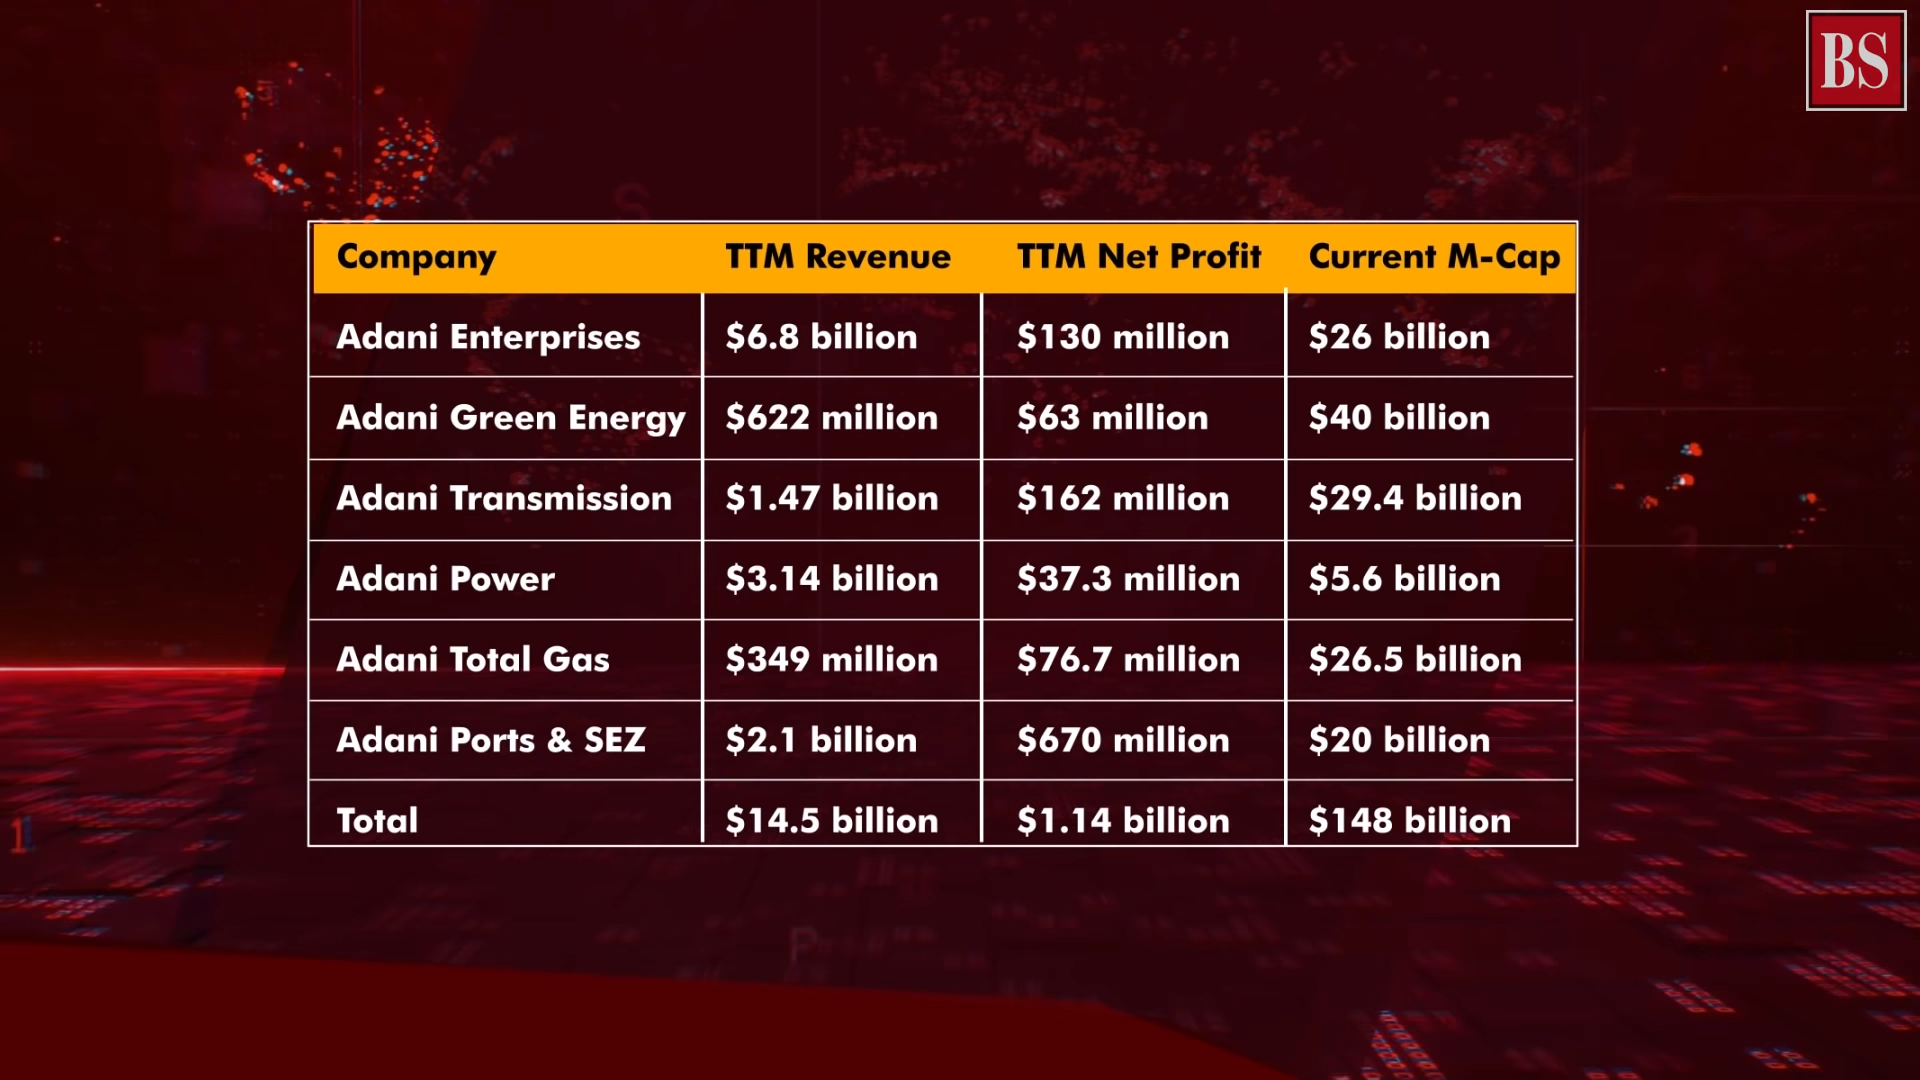 BS
Company TTM Revenue TTM Net Profit Current M-Cap
Adani Enterprises $6.8 billion $130 million $26 billion
Adani Green Energy $622 million $63 million $40 billion
Adani Transmission $1.47 billion $162 million $29.4 billion
Adani Power $3.14 billion $37.3 million $5.6 billion
Adani Total Gas $349 million $76.7 million $26.5 billion
Adani Ports & SEZ $2.1 billion $670 million $20 billion
Total $14.5 billion $1.14 billion $148 billion